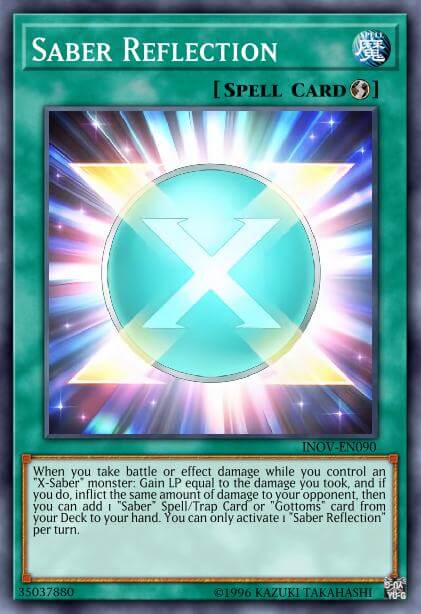 SABER REFLECTION
SPELL
魔
[SPELL CARD]
X
INOV-EN090
When you take battle or effect damage while you control an
"X-Saber" monster: Gain LP equal to the damage you took, and if
you do, inflict the same amount of damage to your opponent, then
you can add 1 "Saber" Spell/Trap Card or "Gottoms" card from
your Deck to your hand. You can only activate 1 "Saber Reflection"
per turn.
35037880 ©1996 KAZUKI TAKAHASHI